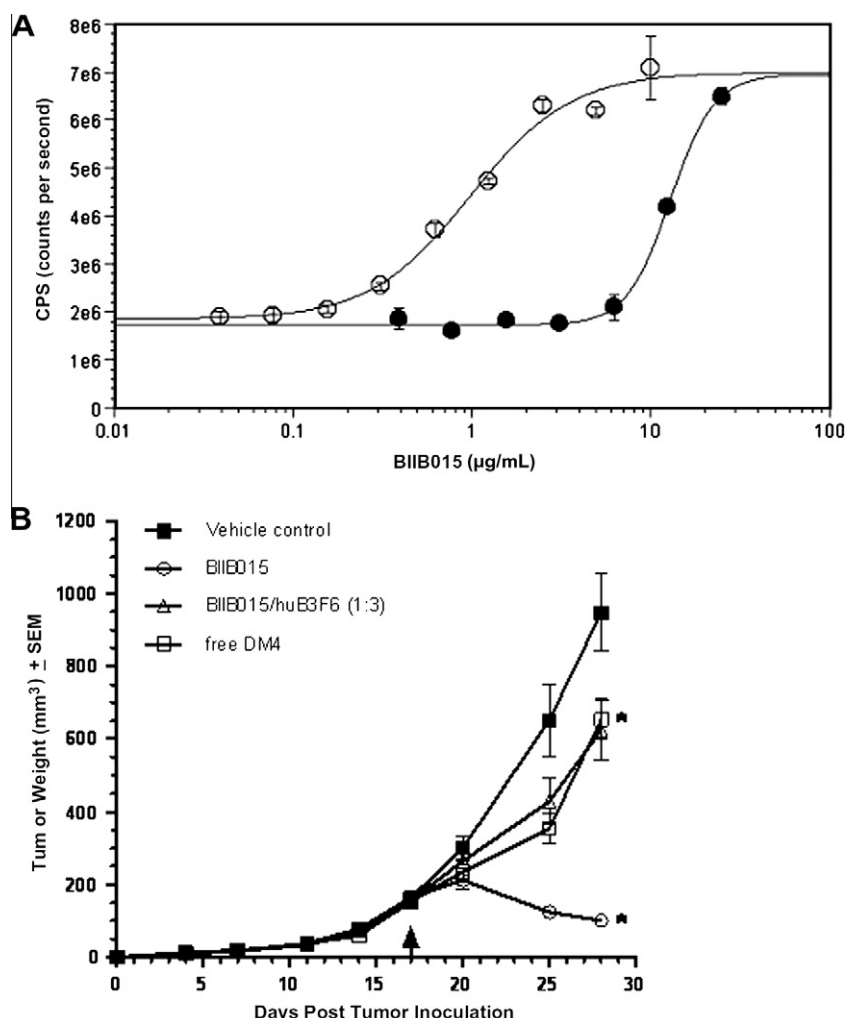 A
8e6
7e6
6e6
5e6
4e6
3e6
2e6
1e6
0
CPS (counts per second)
0.01 0.1 1 10 100
BIIB015 (µg/mL)
B
1200
1000
800
600
400
200
0
Tum or Weight (mm³) ± SEM
Vehicle control
BIIB015
BIIB015/huB3F6 (1:3)
free DM4
*
*
0 5 10 15 20 25 30
Days Post Tumor Inoculation